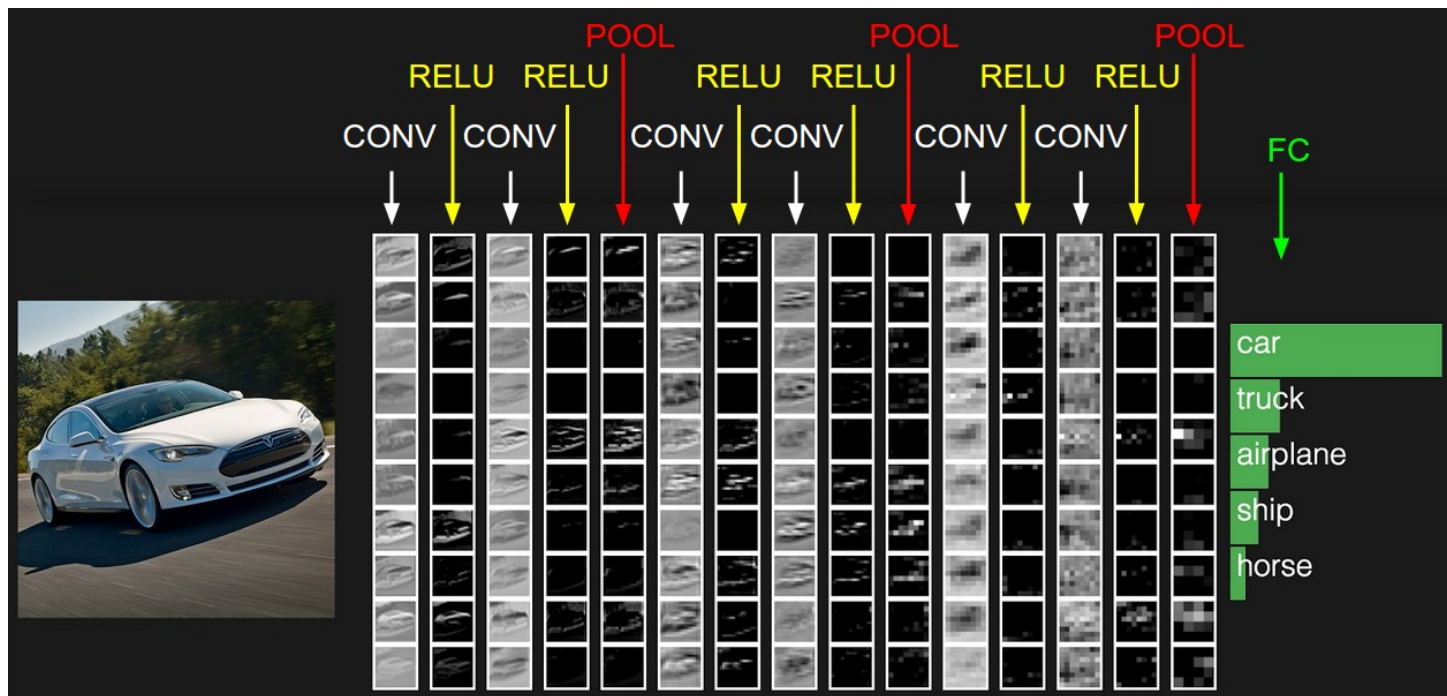 POOL POOL POOL
RELU RELU RELU RELU RELU RELU
CONV CONV CONV CONV CONV CONV
FC
car
truck
airplane
ship
horse